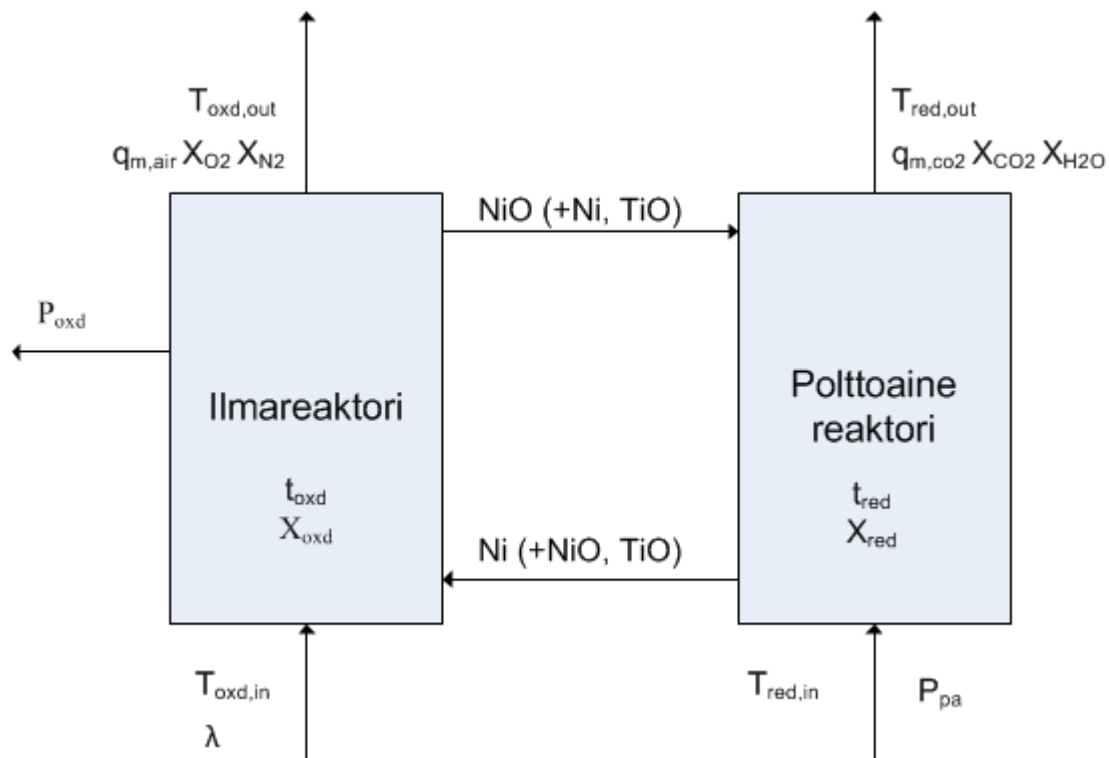 T_oxd,out
q_m,air X_O2 X_N2
T_red,out
q_m,co2 X_CO2 X_H2O
NiO (+Ni, TiO)
P_oxd
Ilmareaktori
t_oxd
X_oxd
Polttoaine
reaktori
t_red
X_red
Ni (+NiO, TiO)
T_oxd,in
λ
T_red,in
P_pa